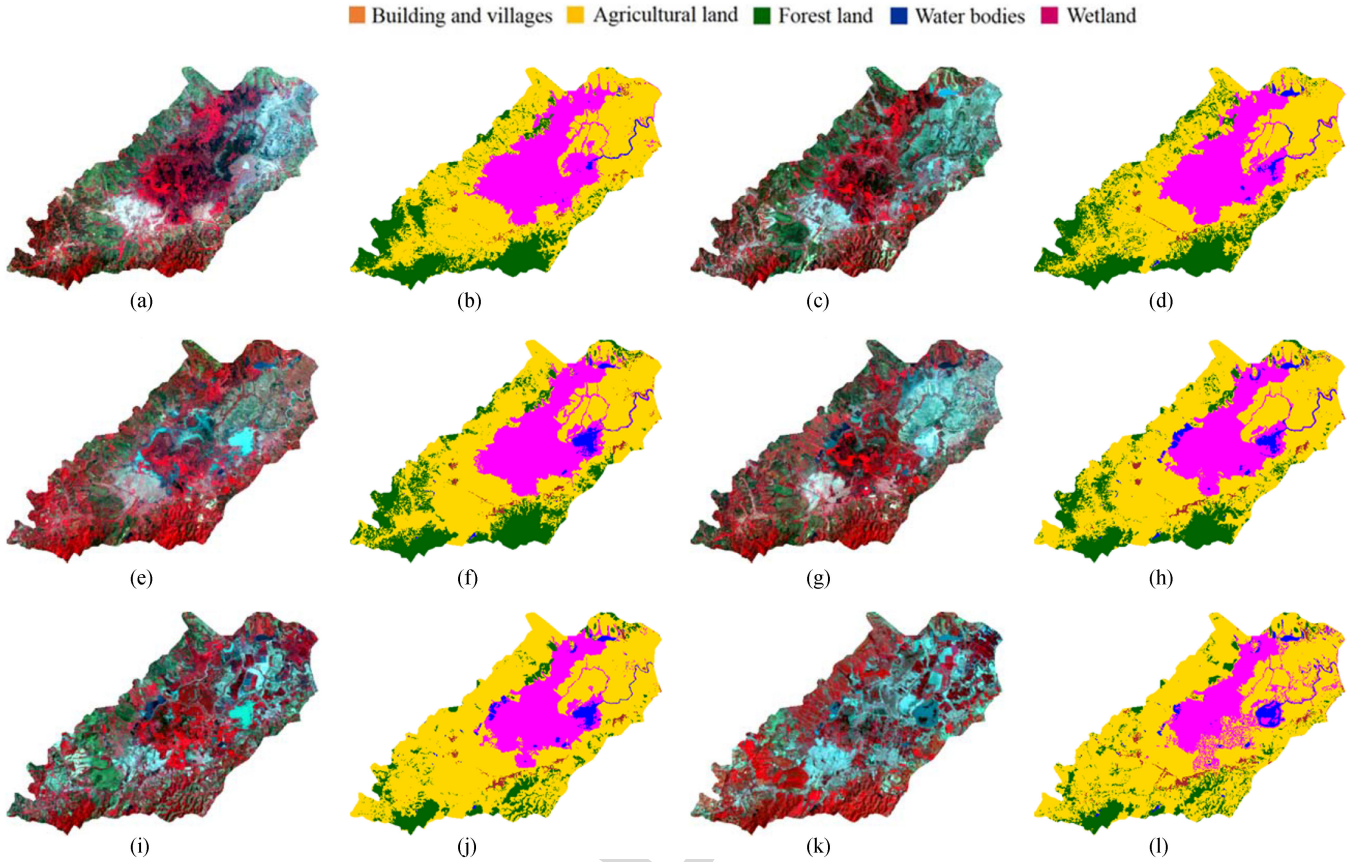 Building and villages Agricultural land Forest land Water bodies Wetland
(a) (b) (c) (d)
(e) (f) (g) (h)
(i) (j) (k) (l)